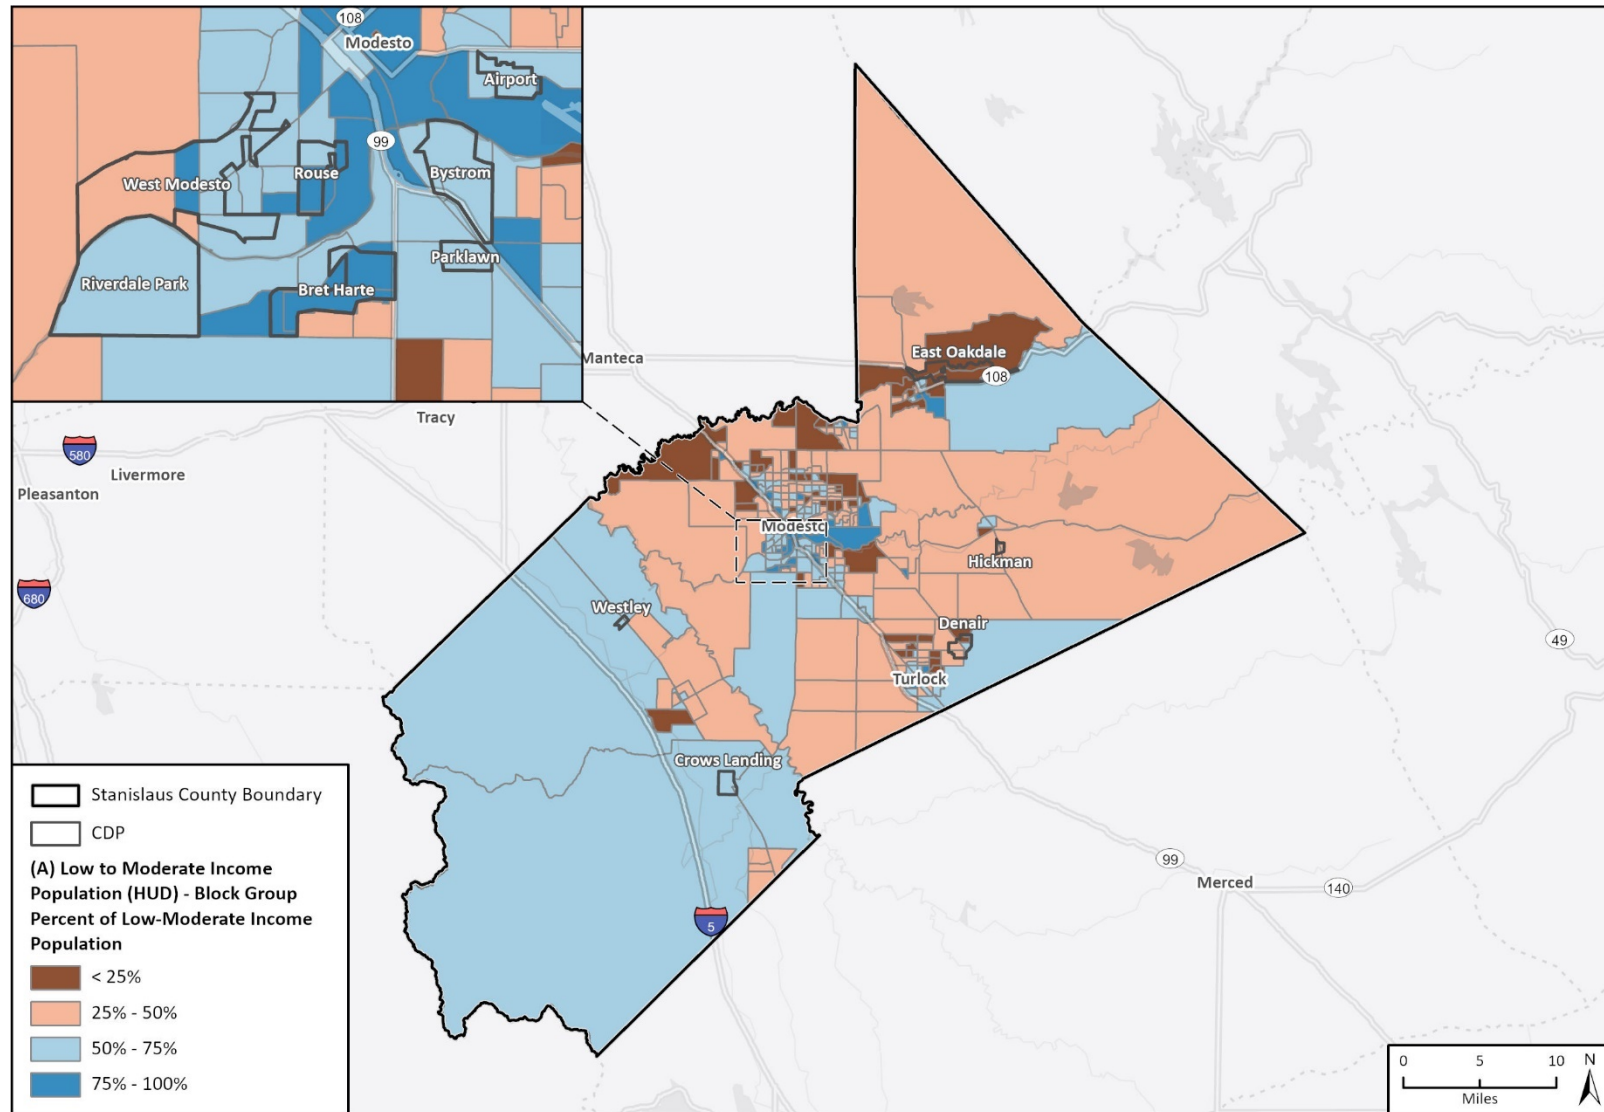 108
Modesto
Airport
99
West Modesto
Rouse
Bystrom
Parklawn
Riverdale Park
Bret Harte
Manteca
East Oakdale
108
Tracy
580
Livermore
Pleasanton
Modesto
Hickman
680
Westley
Denair
49
Turlock
Crows Landing
99
Merced
140
5
Stanislaus County Boundary
CDP
(A) Low to Moderate Income
Population (HUD) - Block Group
Percent of Low-Moderate Income
Population
< 25%
25% - 50%
50% - 75%
75% - 100%
0 5 10
Miles
N